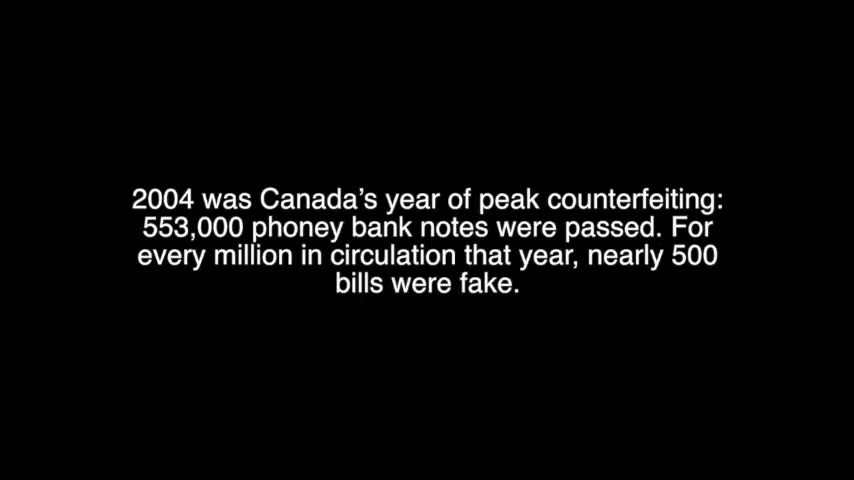 2004 was Canada’s year of peak counterfeiting:
553,000 phoney bank notes were passed. For
every million in circulation that year, nearly 500
bills were fake.